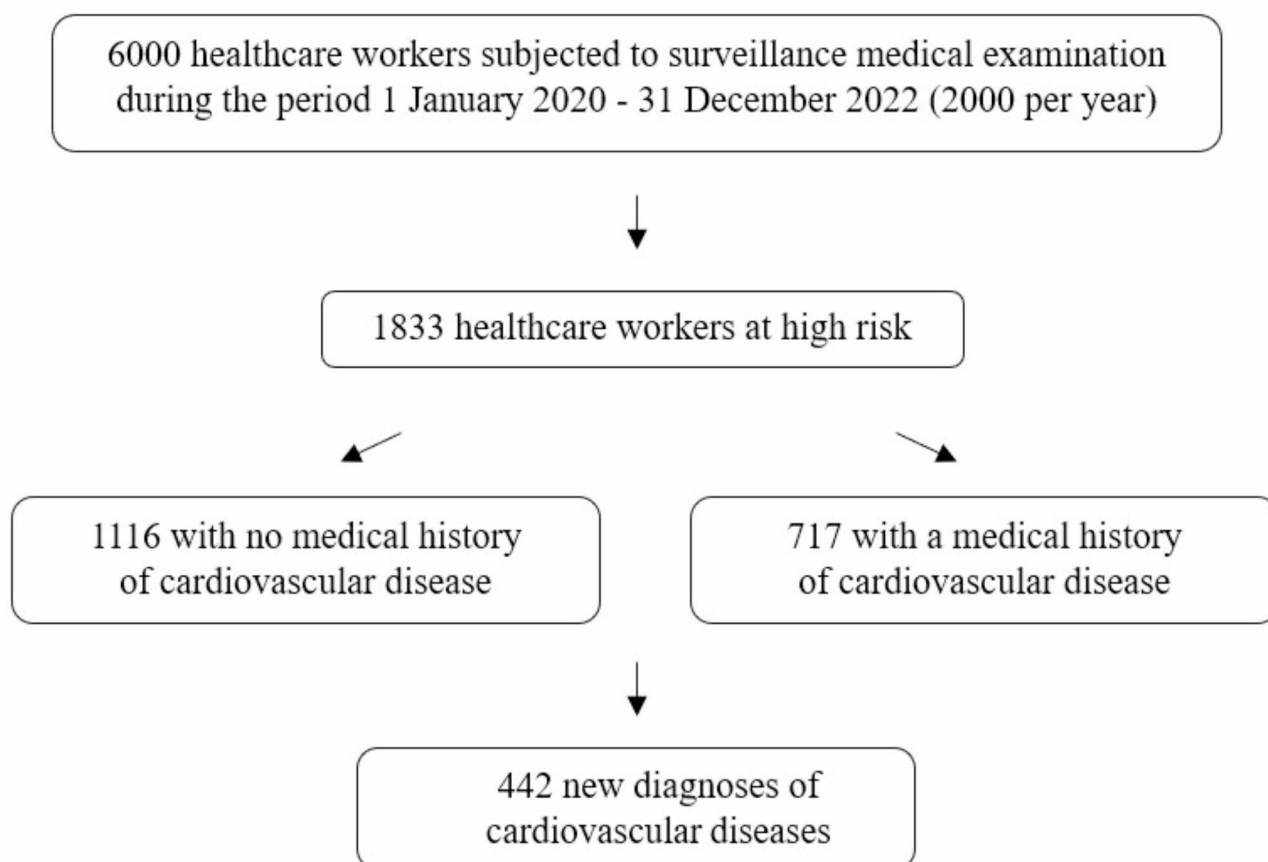 6000 healthcare workers subjected to surveillance medical examination
during the period 1 January 2020 - 31 December 2022 (2000 per year)
1833 healthcare workers at high risk
1116 with no medical history
of cardiovascular disease
717 with a medical history
of cardiovascular disease
442 new diagnoses of
cardiovascular diseases